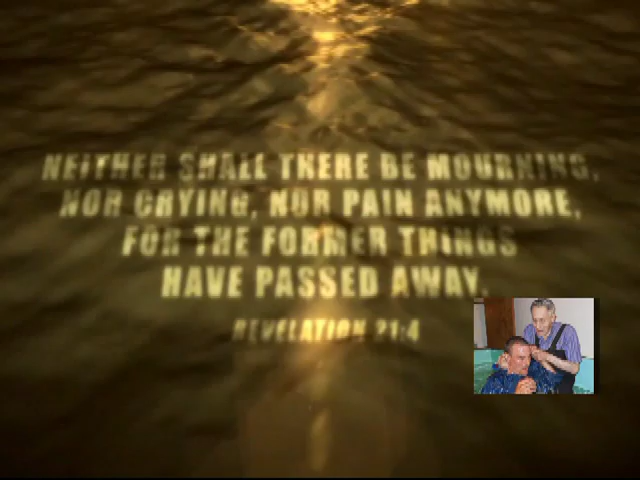 NEITHER SHALL THERE BE MOURNING,
NOR CRYING, NOR PAIN ANYMORE,
FOR THE FORMER THINGS
HAVE PASSED AWAY.
REVELATION 21:4